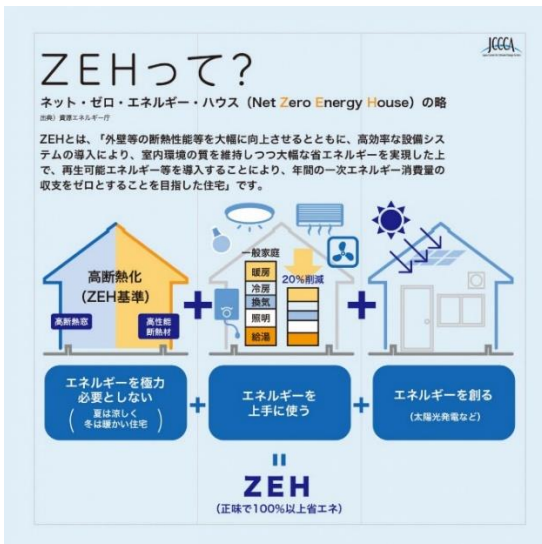 JCCCA
ZEHって?
ネット・ゼロ・エネルギー・ハウス（Net Zero Energy House）の略
出典）資源エネルギー庁
ZEHとは、「外壁等の断熱性能等を大幅に向上させるとともに、高効率な設備シス
テムの導入により、室内環境の質を維持しつつ大幅な省エネルギーを実現した上
で、再生可能エネルギー等を導入することにより、年間の一次エネルギー消費量の
収支をゼロとすることを目指した住宅」です。
高断熱化
（ZEH基準）
高断熱窓
高性能
断熱材
+
一般家庭
暖房
冷房
換気
照明
給湯
20%削減
+
エネルギーを極力
必要としない
（夏は涼しく
冬は暖かい住宅）
+
エネルギーを
上手に使う
+
エネルギーを創る
（太陽光発電など）
=
ZEH
（正味で100%以上省エネ）